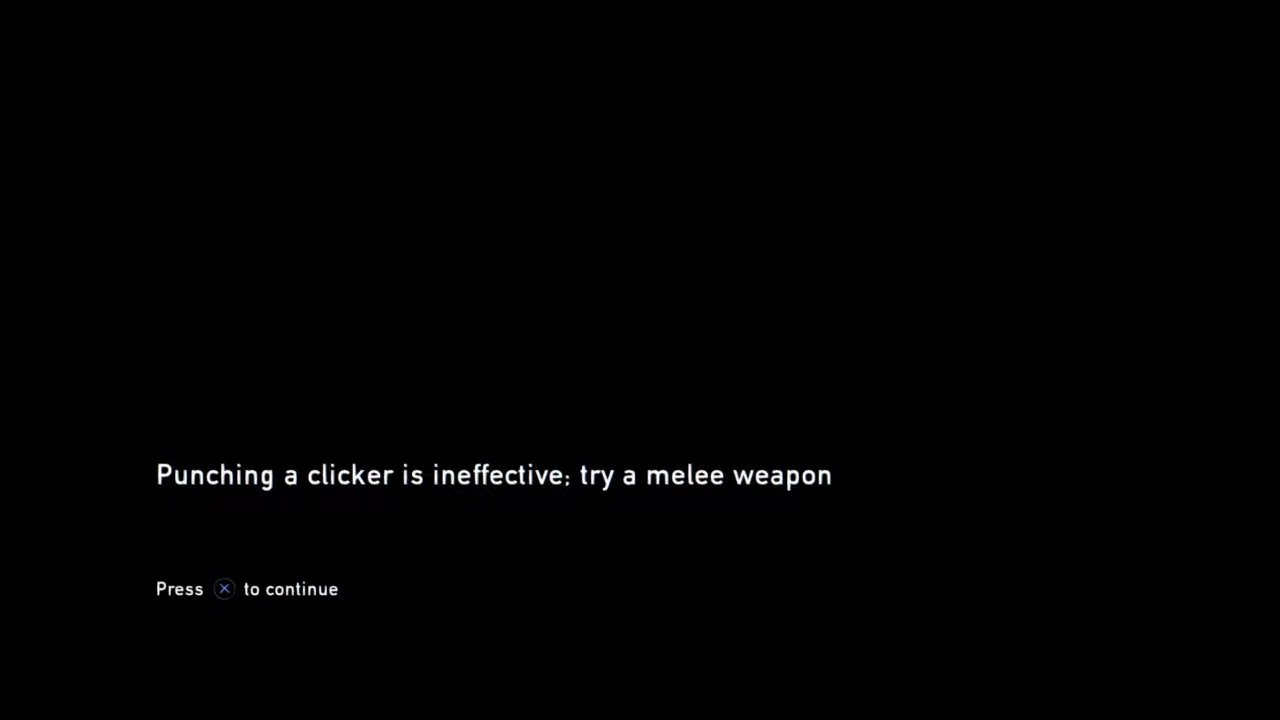 Punching a clicker is ineffective; try a melee weapon
Press ⓧ to continue